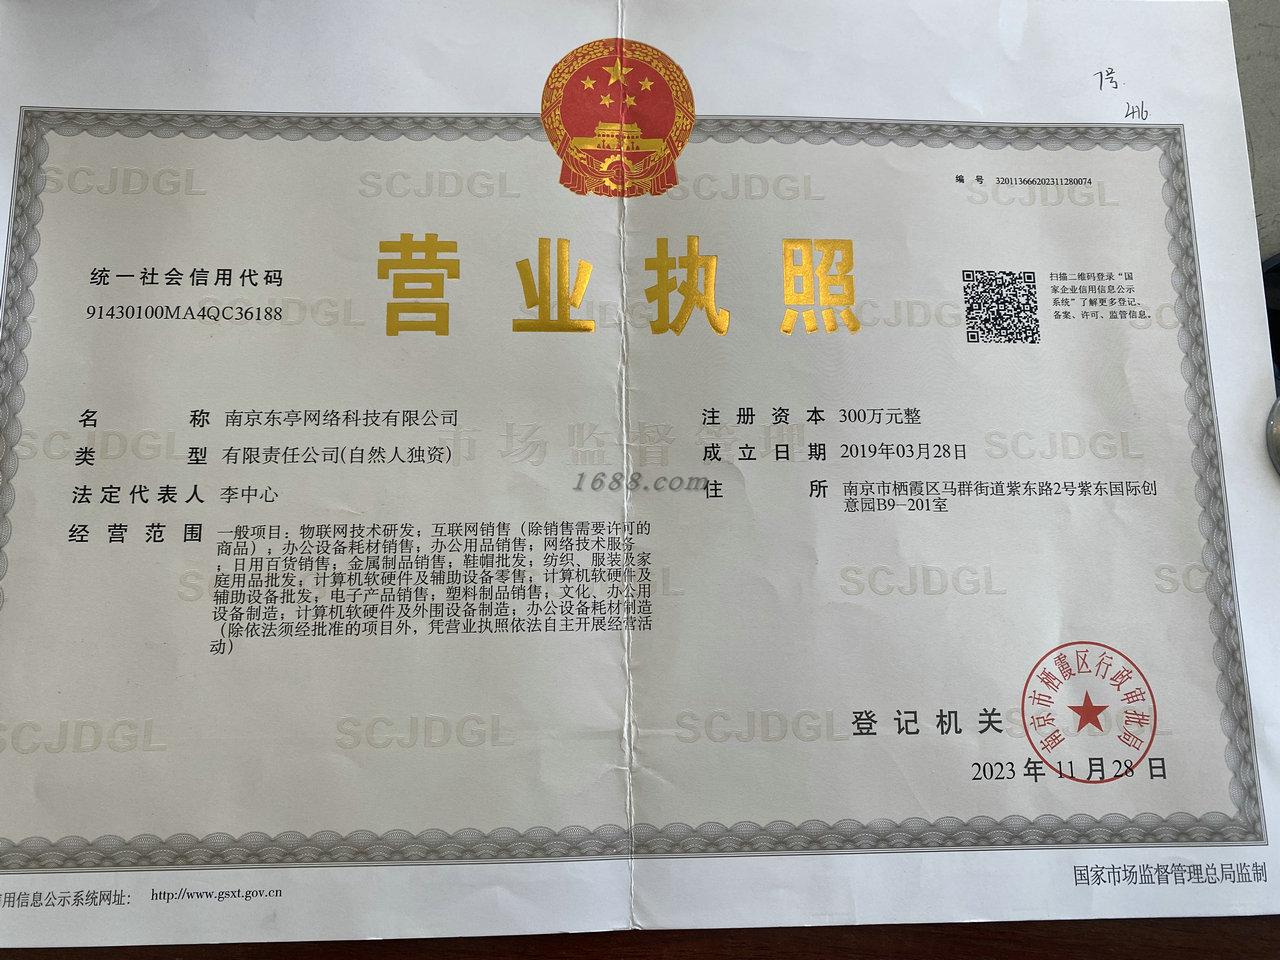 7号
编 号 320113666202311280074
营业执照
统一社会信用代码
91430100MA4QC36188
扫描二维码登录“国
家企业信用信息公示
系统”了解更多登记、
备案、许可、监管信息。
名 称 南京东亭网络科技有限公司
类 型 有限责任公司(自然人独资)
法定代表人 李中心
经营范围 一般项目：物联网技术研发；互联网销售（除销售需要许可的
商品）；办公设备耗材销售；办公用品销售；网络技术服务
；日用百货销售；金属制品销售；鞋帽批发；纺织、服装及家
庭用品批发；计算机软硬件及辅助设备零售；计算机软硬件及
辅助设备批发；电子产品销售；塑料制品销售；文化、办公用
设备制造；计算机软硬件及外围设备制造；办公设备耗材制造
（除依法须经批准的项目外，凭营业执照依法自主开展经营活
动）
注册资本 300万元整
成立日期 2019年03月28日
住 所 南京市栖霞区马群街道紫东路2号紫东国际创
意园B9-201室
市场监督管理
1688.com
SCJDGL
登记机关
南京市栖霞区行政审批局
2023 年 11 月 28 日
用信息公示系统网址： http://www.gsxt.gov.cn
国家市场监督管理总局监制